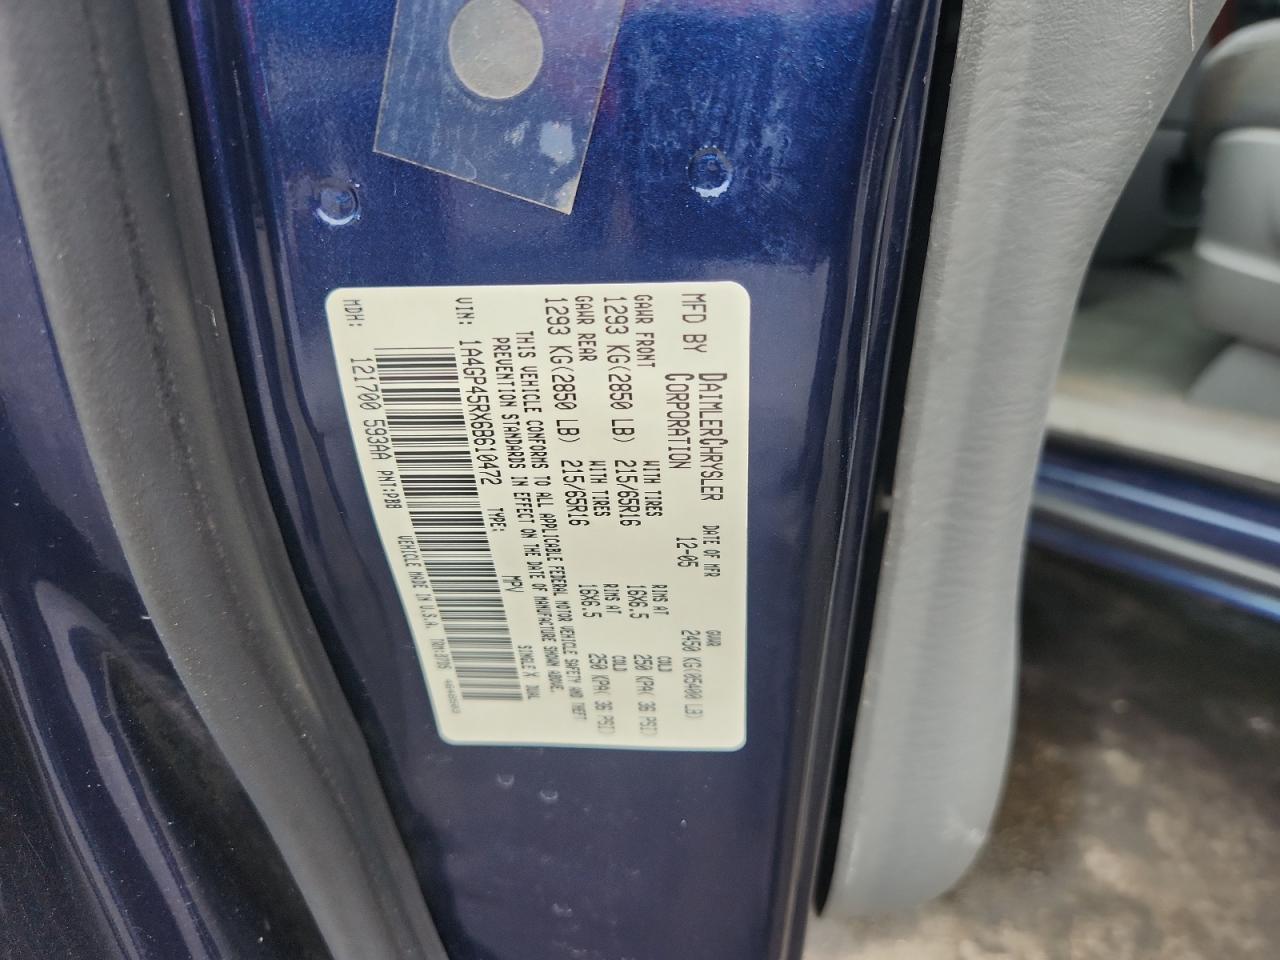 MFD BY DAIMLERCHRYSLER CORPORATION
DATE OF MFR 12-05
GVWR 2450 KG(05400 LB)
GAWR FRONT WITH TIRES RIMS AT COLD
1293 KG(2850 LB) 215/65R16 16X6.5 250 KPA( 36 PSI)
GAWR REAR WITH TIRES RIMS AT COLD
1293 KG(2850 LB) 215/65R16 16X6.5 250 KPA( 36 PSI)
THIS VEHICLE CONFORMS TO ALL APPLICABLE FEDERAL MOTOR VEHICLE SAFETY AND THEFT
PREVENTION STANDARDS IN EFFECT ON THE DATE OF MANUFACTURE SHOWN ABOVE.
VIN: 1A4GP45RX6B610472 TYPE: MPV SINGLE X DUAL
MDH: 121700 593AA PNT:PBB VEHICLE MADE IN U.S.A.